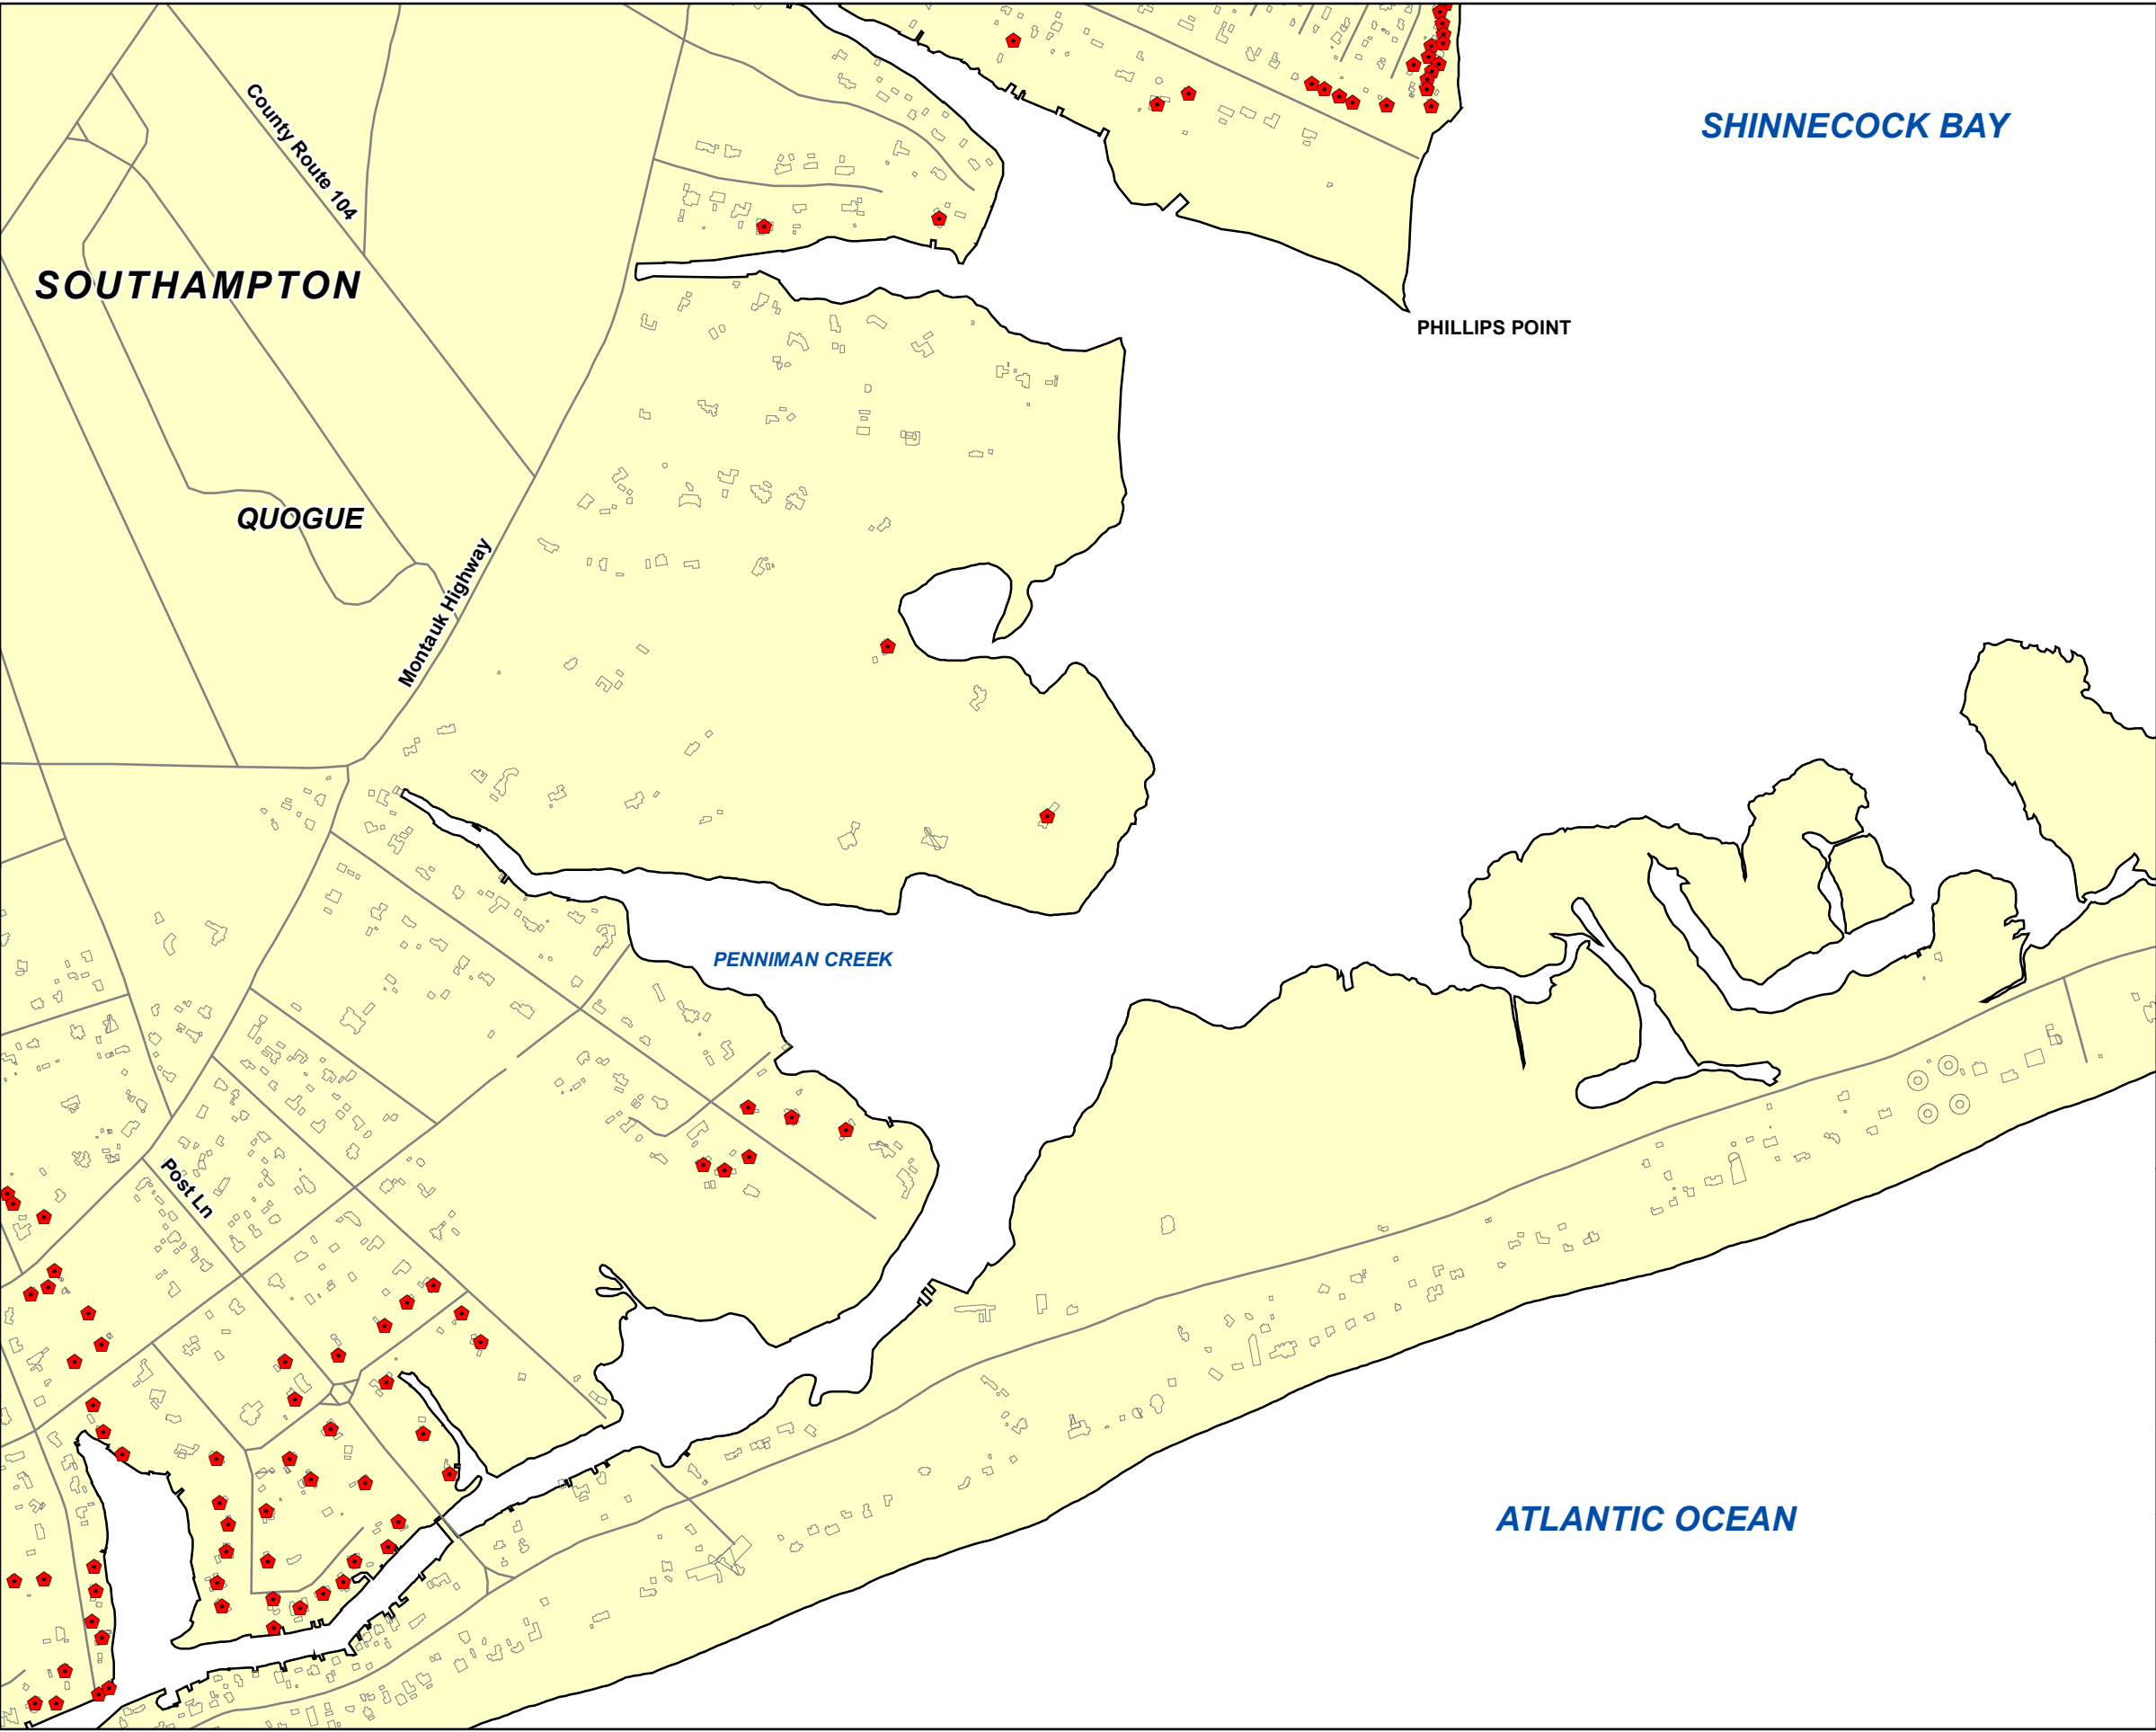 County Route 104
SHINNECOCK BAY
SOUTHAMPTON
PHILLIPS POINT
QUOGUE
Montauk Highway
PENNIMAN CREEK
Post Ln
ATLANTIC OCEAN